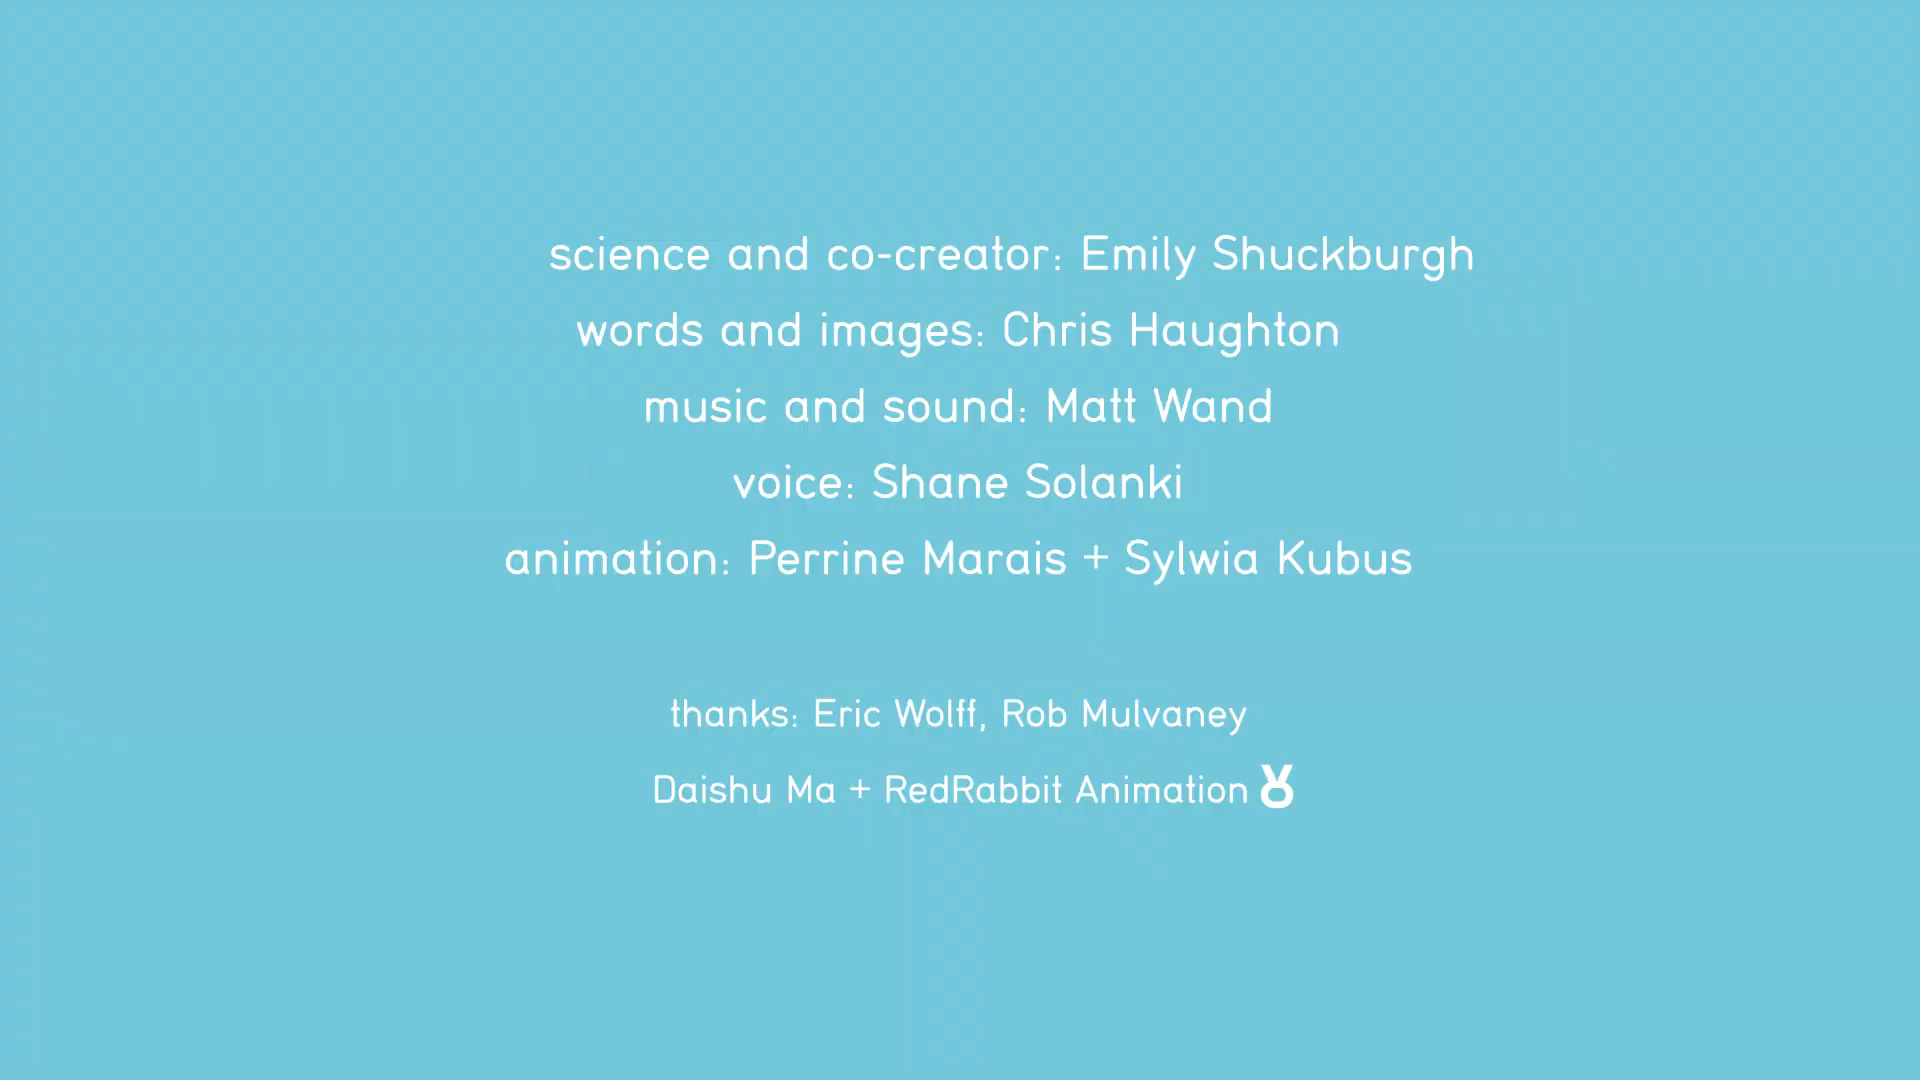 science and co-creator: Emily Shuckburgh
words and images: Chris Haughton
music and sound: Matt Wand
voice: Shane Solanki
animation: Perrine Marais + Sylwia Kubus
thanks: Eric Wolff, Rob Mulvaney
Daishu Ma + RedRabbit Animation